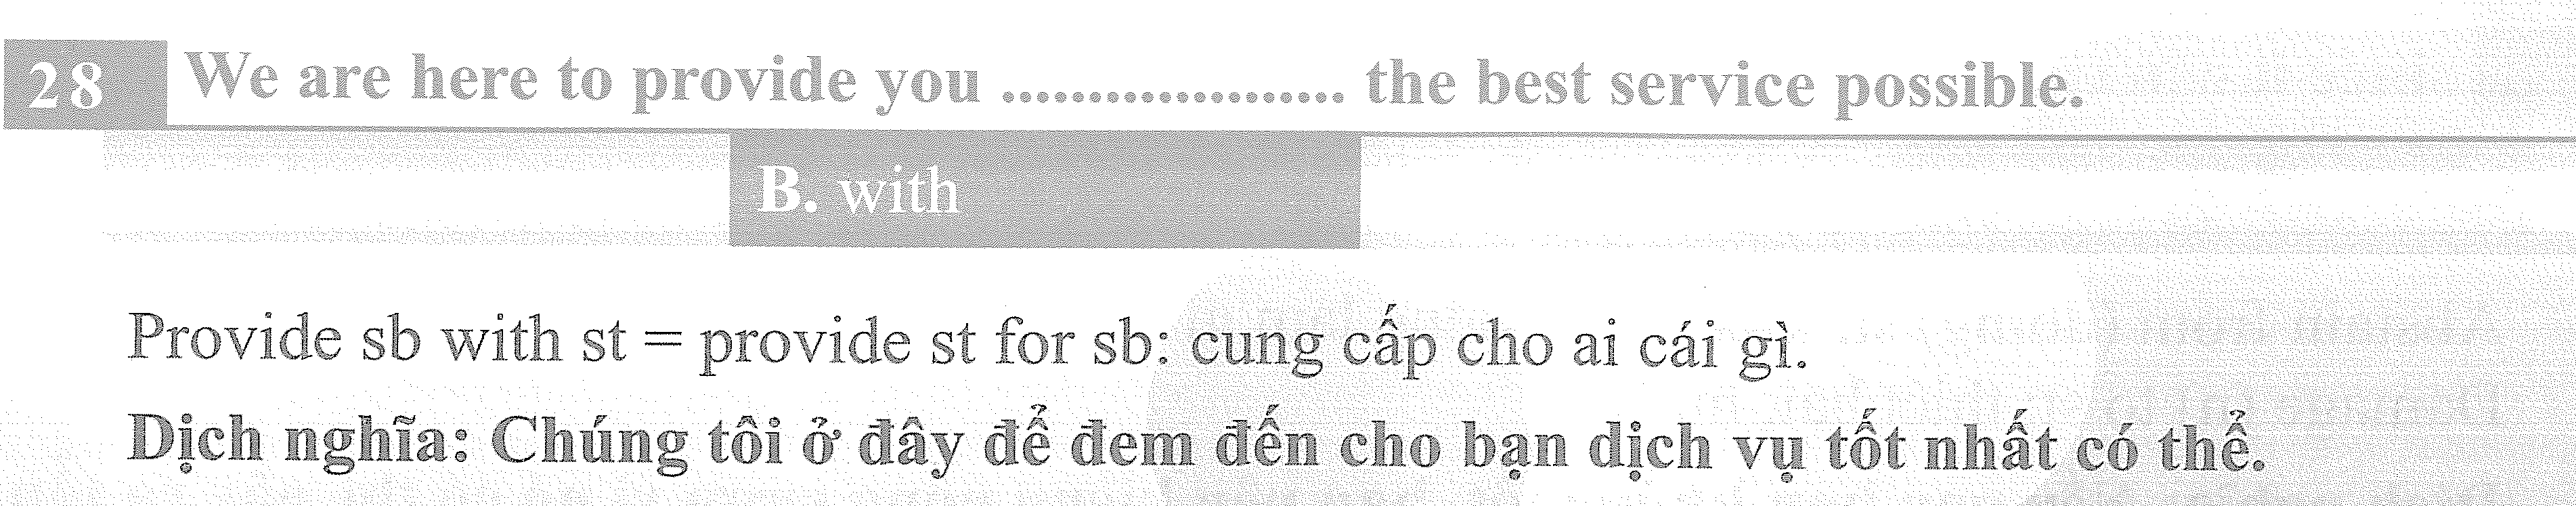 28 We are here to provide you .................... the best service possible.
B. with
Provide sb with st = provide st for sb: cung cấp cho ai cái gì.
Dịch nghĩa: Chúng tôi ở đây để đem đến cho bạn dịch vụ tốt nhất có thể.